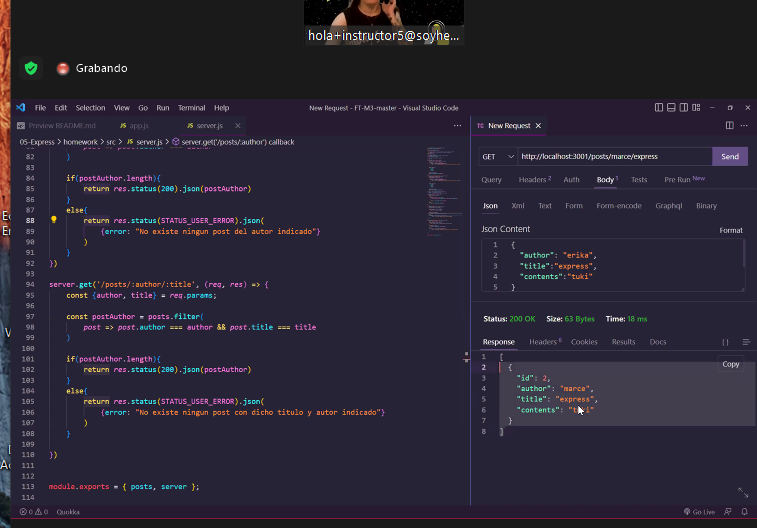 hola+instructor5@soyhe...
Grabando
File Edit Selection View Go Run Terminal Help
New Request - FT-M3-master - Visual Studio Code
Preview README.md
JS app.js
JS server.js
New Request
05-Express > homework > src > JS server.js > server.get('/posts/:author') callback
82 )
83
84 if(postAuthor.length){
85 return res.status(200).json(postAuthor)
86 }
87 else{
88 return res.status(STATUS_USER_ERROR).json(
89 {error: "No existe ningun post del autor indicado"}
90 )
91 }
92 })
93
94 server.get('/posts/:author/:title', (req, res) => {
95 const {author, title} = req.params;
96
97 const postAuthor = posts.filter(
98 post => post.author === author && post.title === title
99 )
100
101 if(postAuthor.length){
102 return res.status(200).json(postAuthor)
103 }
104 else{
105 return res.status(STATUS_USER_ERROR).json(
106 {error: "No existe ningun post con dicho titulo y autor indicado"}
107 )
108 }
109
110 })
111
112
113 module.exports = { posts, server };
114
GET http://localhost:3001/posts/marce/express Send
Query Headers 2 Auth Body 1 Tests Pre Run New
Json Xml Text Form Form-encode Graphql Binary
Json Content Format
1 {
2 "author": "erika",
3 "title":"express",
4 "contents":"tuki"
5 }
Status: 200 OK Size: 63 Bytes Time: 18 ms
Response Headers 6 Cookies Results Docs { }
Copy
1 [
2 {
3 "id": 2,
4 "author": "marce",
5 "title": "express",
6 "contents": "tuki"
7 }
8 ]
0 0 Quokka
Go Live